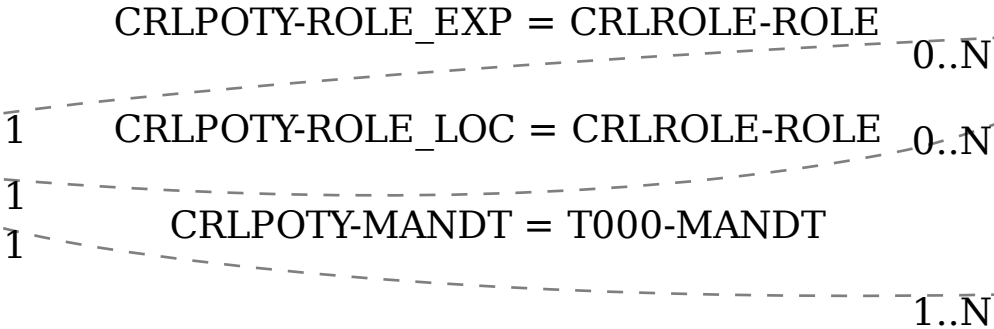 CRLPOTY-ROLE_EXP = CRLROLE-ROLE
0..N
1
CRLPOTY-ROLE_LOC = CRLROLE-ROLE
0..N
1
CRLPOTY-MANDT = T000-MANDT
1
1..N